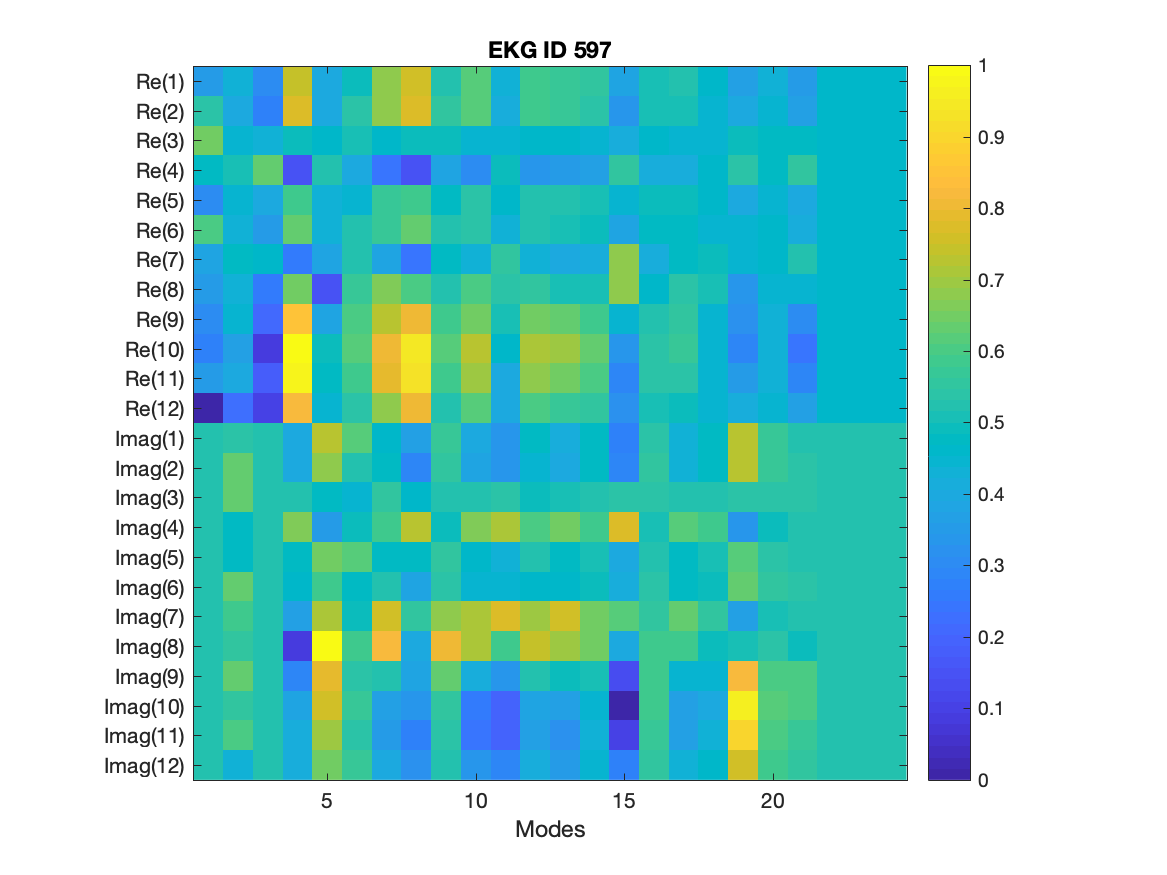 EKG ID 597
Re(1)
Re(2)
Re(3)
Re(4)
Re(5)
Re(6)
Re(7)
Re(8)
Re(9)
Re(10)
Re(11)
Re(12)
Imag(1)
Imag(2)
Imag(3)
Imag(4)
Imag(5)
Imag(6)
Imag(7)
Imag(8)
Imag(9)
Imag(10)
Imag(11)
Imag(12)
5 10 15 20
Modes
1
0.9
0.8
0.7
0.6
0.5
0.4
0.3
0.2
0.1
0